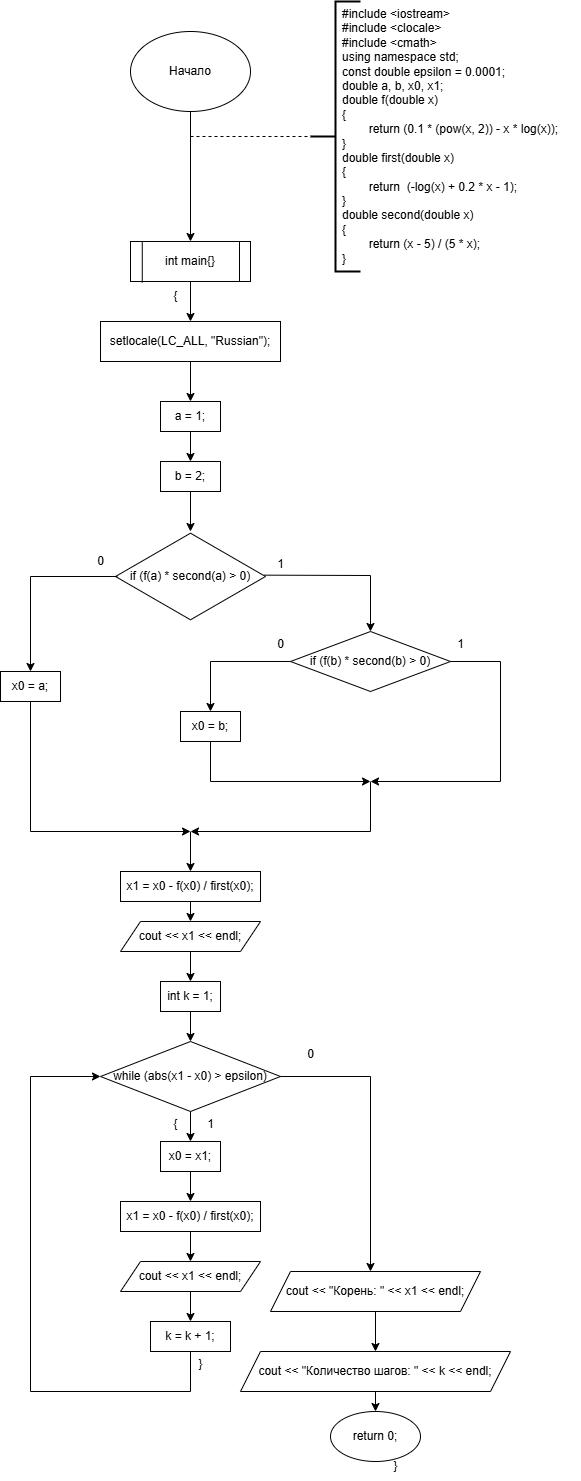 Начало
#include <iostream>
#include <clocale>
#include <cmath>
using namespace std;
const double epsilon = 0.0001;
double a, b, x0, x1;
double f(double x)
{
return (0.1 * (pow(x, 2)) - x * log(x));
}
double first(double x)
{
return  (-log(x) + 0.2 * x - 1);
}
double second(double x)
{
return (x - 5) / (5 * x);
}
int main{}
{
setlocale(LC_ALL, "Russian");
a = 1;
b = 2;
0
if (f(a) * second(a) > 0)
1
x0 = a;
0
if (f(b) * second(b) > 0)
1
x0 = b;
x1 = x0 - f(x0) / first(x0);
cout << x1 << endl;
int k = 1;
while (abs(x1 - x0) > epsilon)
0
{ 1
x0 = x1;
x1 = x0 - f(x0) / first(x0);
cout << x1 << endl;
k = k + 1;
}
cout << "Корень: " << x1 << endl;
cout << "Количество шагов: " << k << endl;
return 0;
}